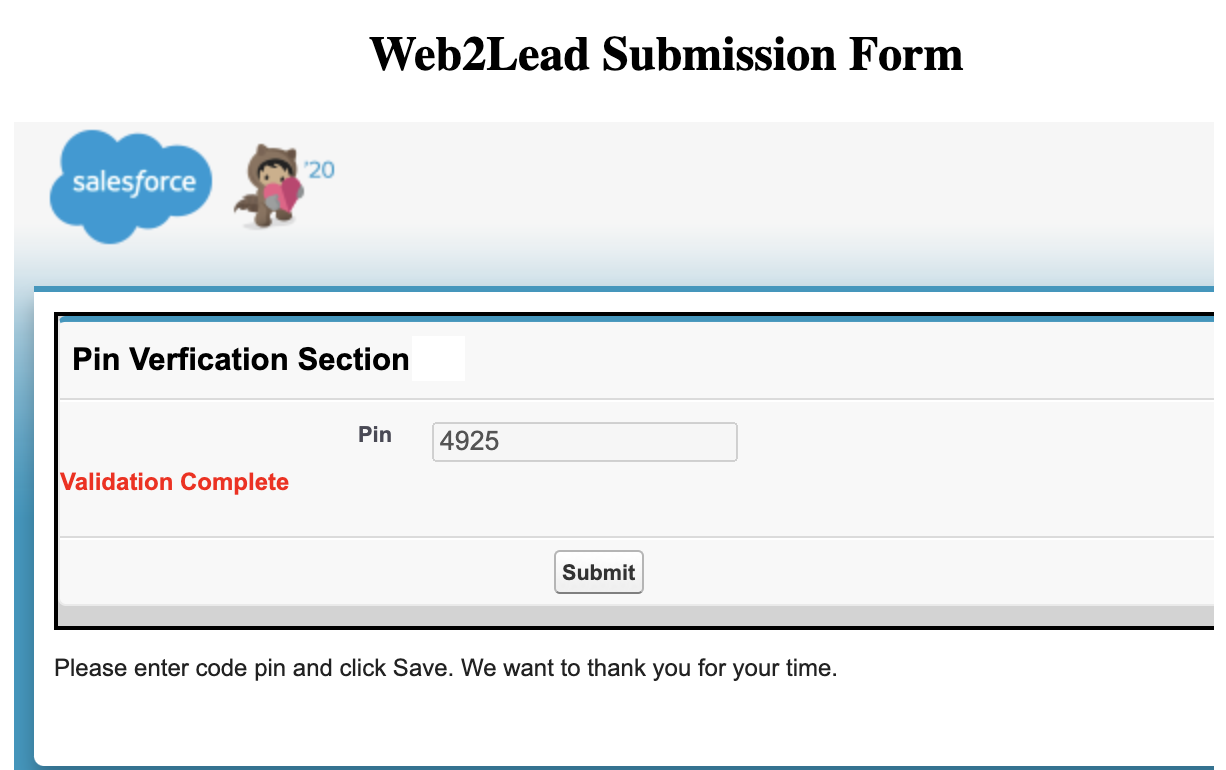 Web2Lead Submission Form
salesforce
'20
Pin Verfication Section
Pin 4925
Validation Complete
Submit
Please enter code pin and click Save. We want to thank you for your time.